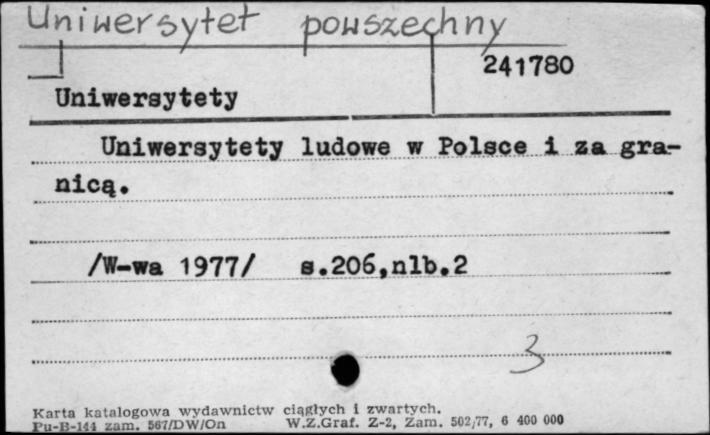 Uniwersytet powszechny
241780
Uniwersytety
Uniwersytety ludowe w Polsce i za gra-
nicą.
/W-wa 1977/ s.206,nlb.2
3
Karta katalogowa wydawnictw ciągłych i zwartych.
Pu-B-144 zam. 567/DW/On W.Z.Graf. Z-2, Zam. 502/77, 6 400 000